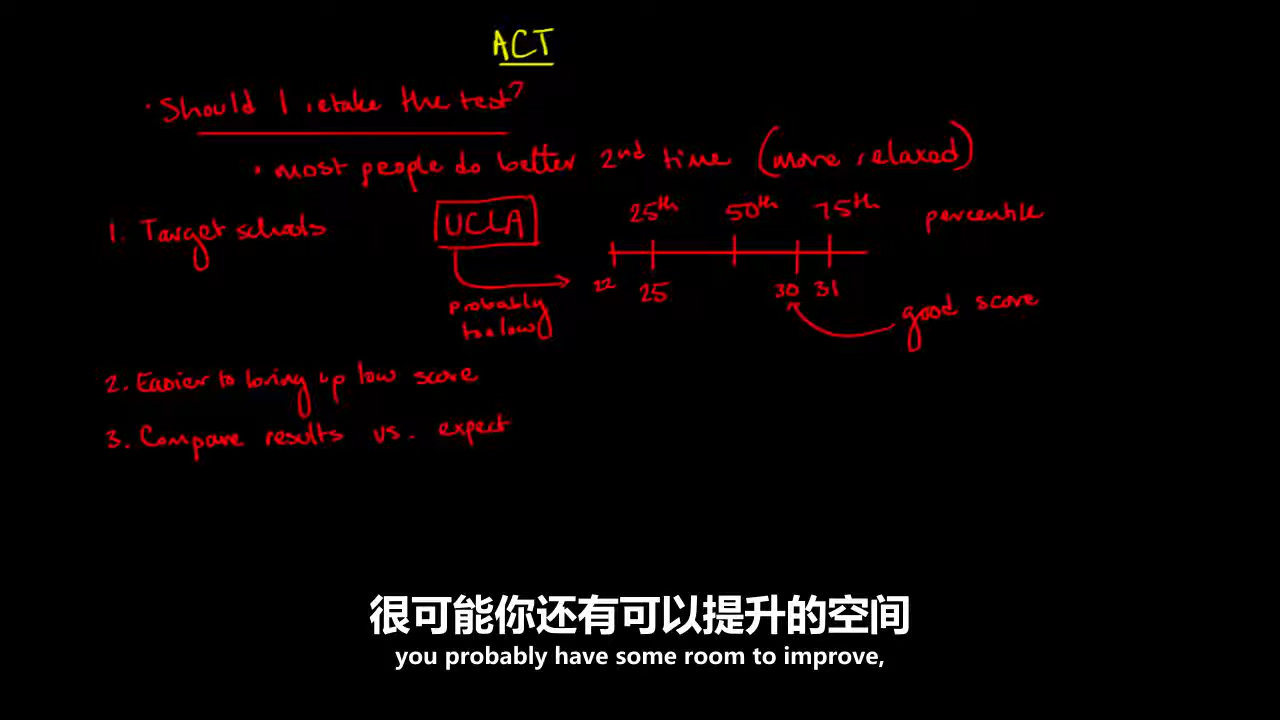 ACT
· Should I retake the test?
· most people do better 2nd time (more relaxed)
1. Target schools
UCLA
25th 50th 75th percentile
22 25 30 31
probably
too low
good score
2. Easier to bring up low score
3. Compare results vs. expect
很可能你还有可以提升的空间
you probably have some room to improve,